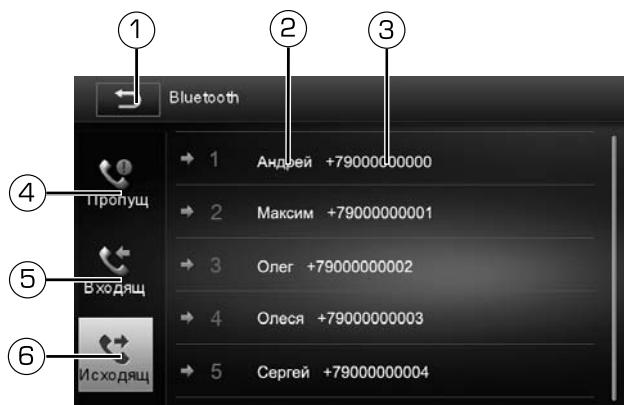 1 2 3
Bluetooth
1 Андрей +79000000000
4 Пропущ
2 Максим +79000000001
5 Входящ
3 Олег +79000000002
4 Олеся +79000000003
6 Исходящ
5 Сергей +79000000004